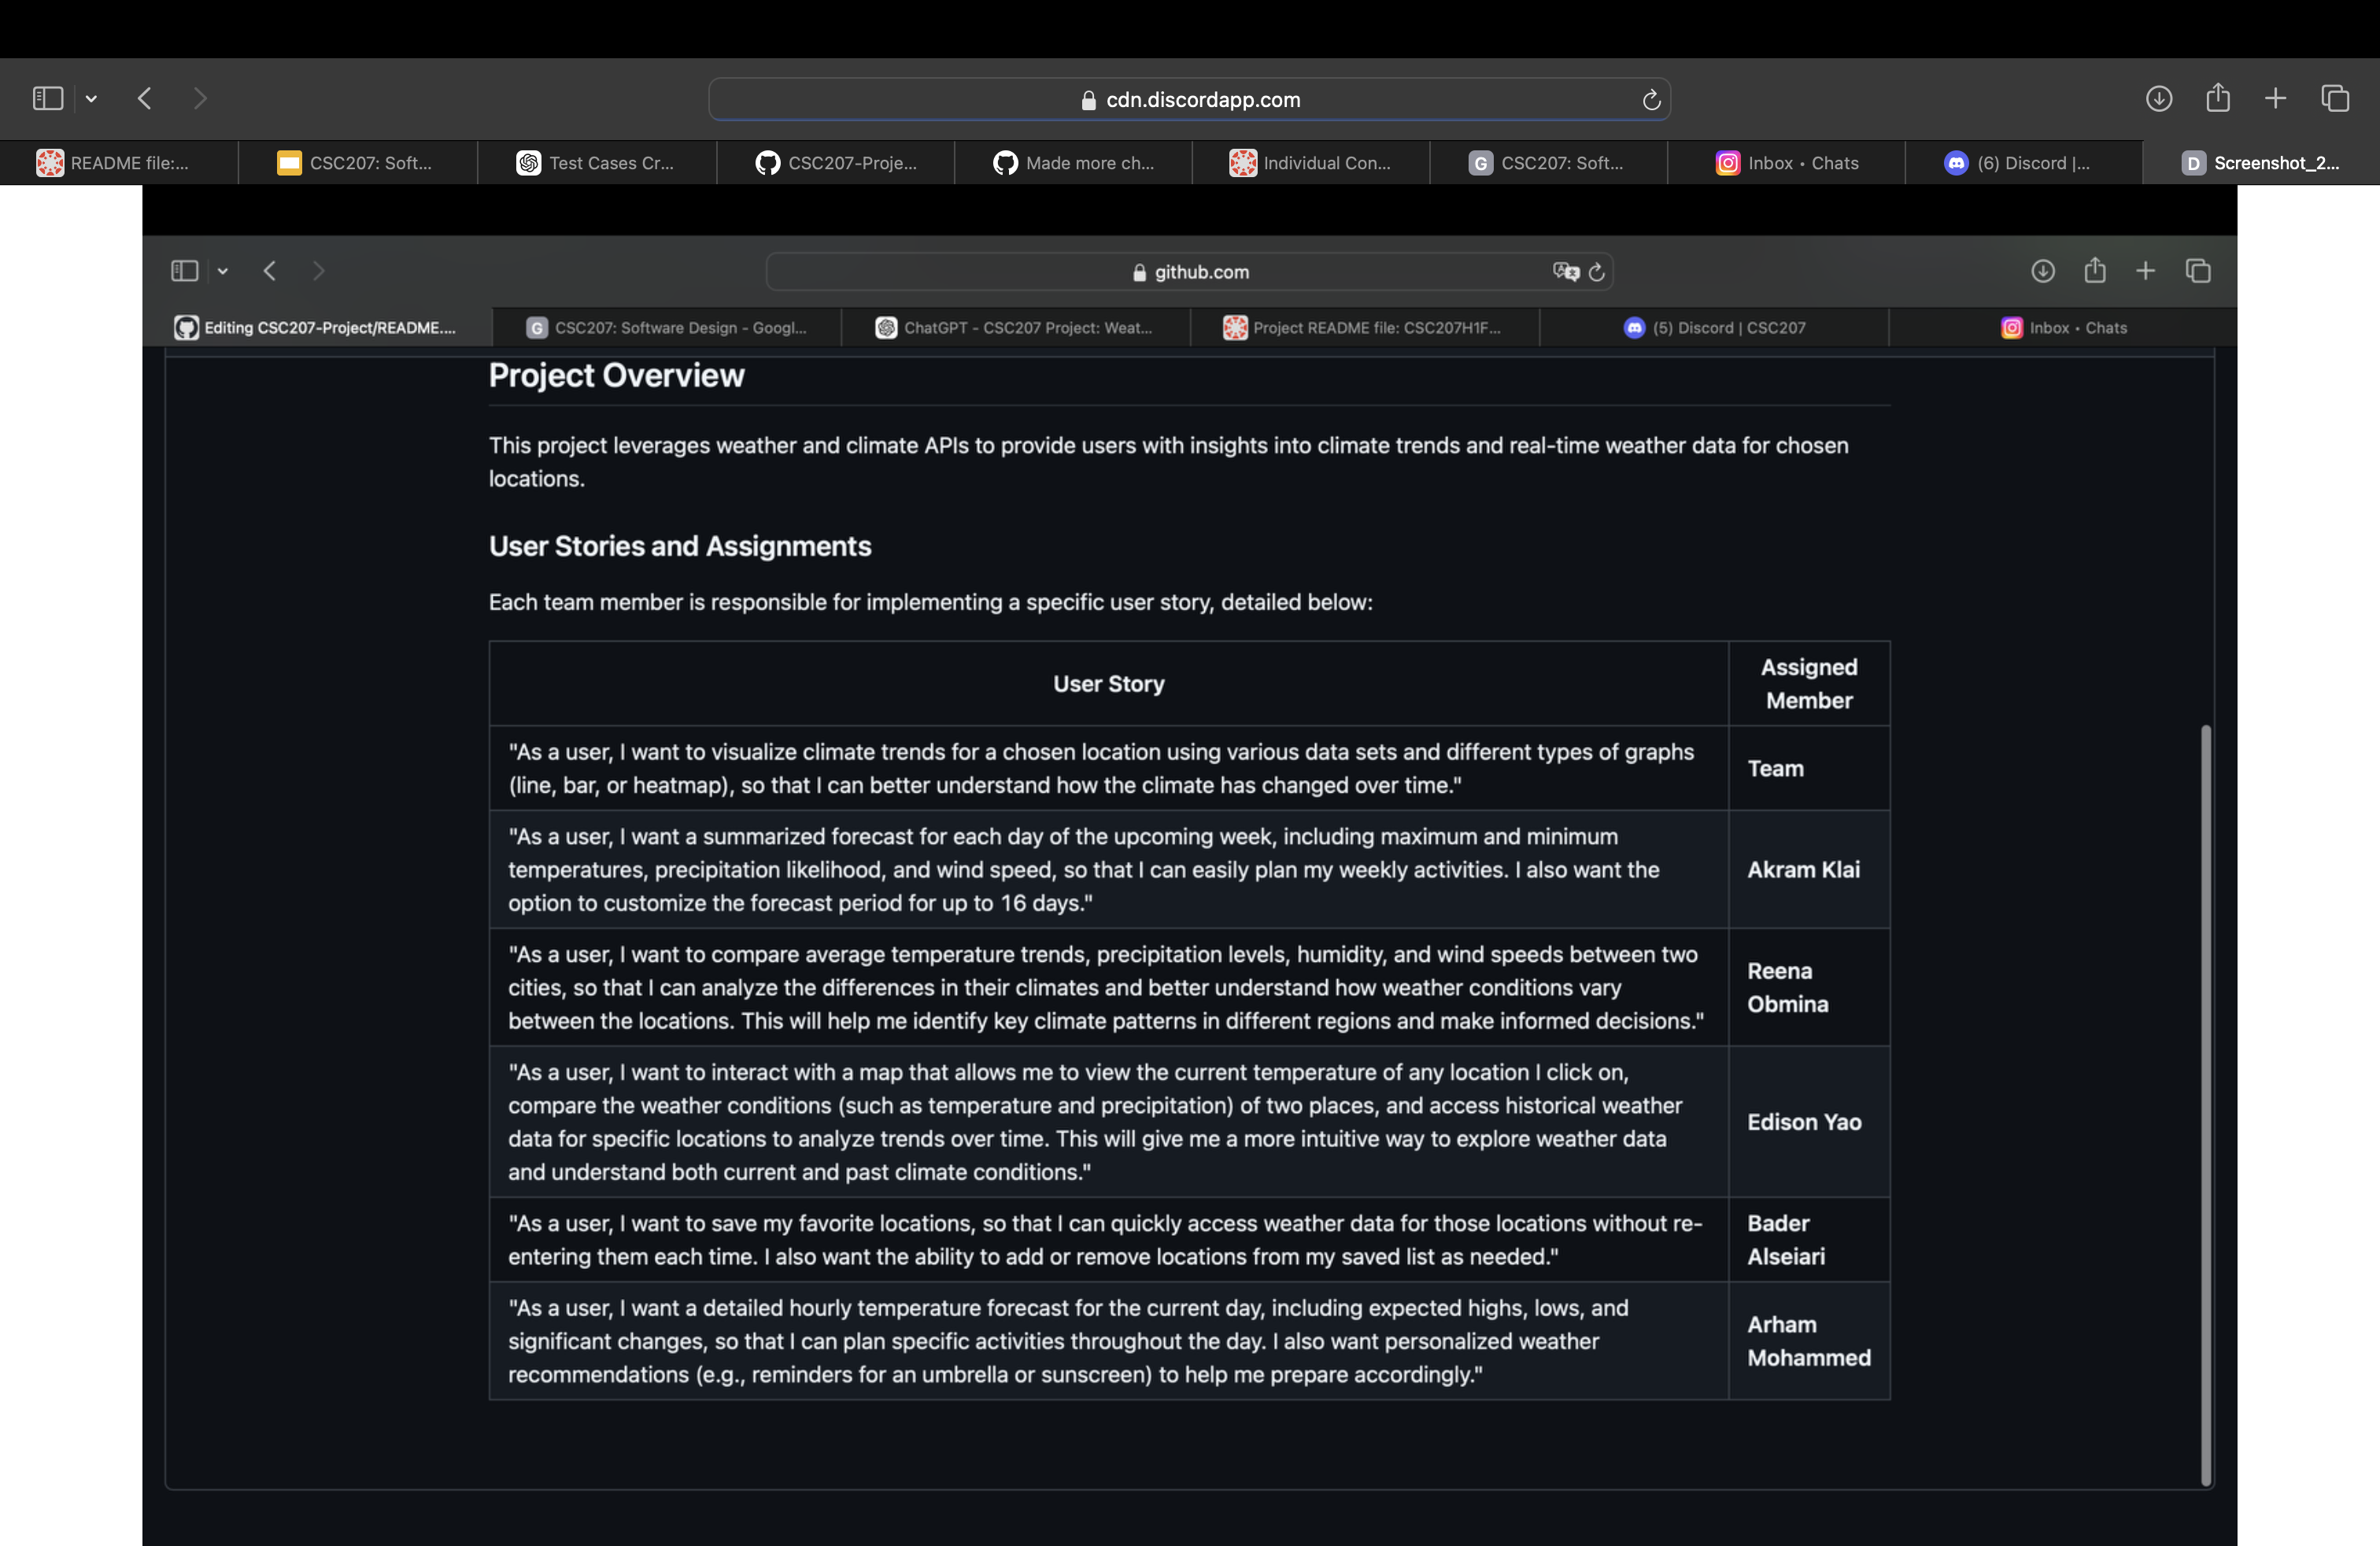 cdn.discordapp.com
README file:...
CSC207: Soft...
Test Cases Cr...
CSC207-Proje...
Made more ch...
Individual Con...
G CSC207: Soft...
Inbox • Chats
(6) Discord |...
D Screenshot_2...
github.com
Editing CSC207-Project/README....
G CSC207: Software Design - Googl...
ChatGPT - CSC207 Project: Weat...
Project README file: CSC207H1F...
(5) Discord | CSC207
Inbox • Chats
Project Overview
This project leverages weather and climate APIs to provide users with insights into climate trends and real-time weather data for chosen
locations.
User Stories and Assignments
Each team member is responsible for implementing a specific user story, detailed below:
User Story
Assigned
Member
"As a user, I want to visualize climate trends for a chosen location using various data sets and different types of graphs
(line, bar, or heatmap), so that I can better understand how the climate has changed over time."
Team
"As a user, I want a summarized forecast for each day of the upcoming week, including maximum and minimum
temperatures, precipitation likelihood, and wind speed, so that I can easily plan my weekly activities. I also want the
option to customize the forecast period for up to 16 days."
Akram Klai
"As a user, I want to compare average temperature trends, precipitation levels, humidity, and wind speeds between two
cities, so that I can analyze the differences in their climates and better understand how weather conditions vary
between the locations. This will help me identify key climate patterns in different regions and make informed decisions."
Reena
Obmina
"As a user, I want to interact with a map that allows me to view the current temperature of any location I click on,
compare the weather conditions (such as temperature and precipitation) of two places, and access historical weather
data for specific locations to analyze trends over time. This will give me a more intuitive way to explore weather data
and understand both current and past climate conditions."
Edison Yao
"As a user, I want to save my favorite locations, so that I can quickly access weather data for those locations without re-
entering them each time. I also want the ability to add or remove locations from my saved list as needed."
Bader
Alseiari
"As a user, I want a detailed hourly temperature forecast for the current day, including expected highs, lows, and
significant changes, so that I can plan specific activities throughout the day. I also want personalized weather
recommendations (e.g., reminders for an umbrella or sunscreen) to help me prepare accordingly."
Arham
Mohammed